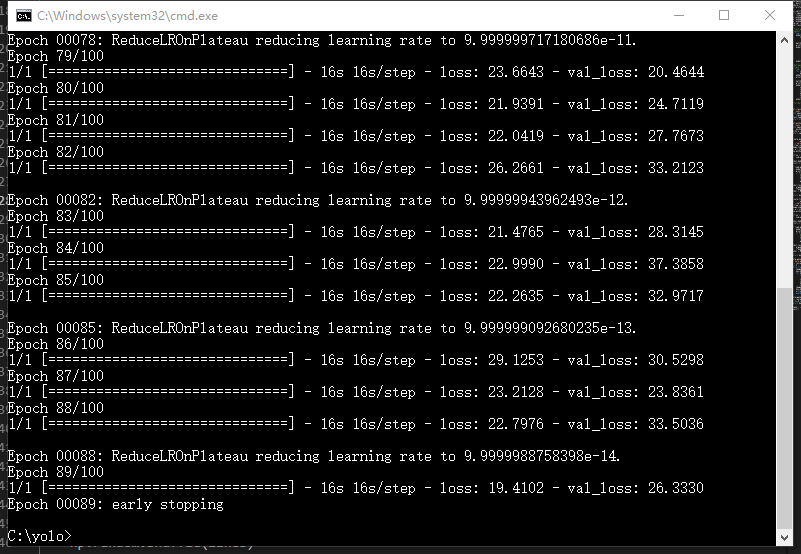 C:\Windows\system32\cmd.exe
Epoch 00078: ReduceLROnPlateau reducing learning rate to 9.999999717180686e-11.
Epoch 79/100
1/1 [==============================] - 16s 16s/step - loss: 23.6643 - val_loss: 20.4644
Epoch 80/100
1/1 [==============================] - 16s 16s/step - loss: 21.9391 - val_loss: 24.7119
Epoch 81/100
1/1 [==============================] - 16s 16s/step - loss: 22.0419 - val_loss: 27.7673
Epoch 82/100
1/1 [==============================] - 16s 16s/step - loss: 26.2661 - val_loss: 33.2123
Epoch 00082: ReduceLROnPlateau reducing learning rate to 9.99999943962493e-12.
Epoch 83/100
1/1 [==============================] - 16s 16s/step - loss: 21.4765 - val_loss: 28.3145
Epoch 84/100
1/1 [==============================] - 16s 16s/step - loss: 22.9990 - val_loss: 37.3858
Epoch 85/100
1/1 [==============================] - 16s 16s/step - loss: 22.2635 - val_loss: 32.9717
Epoch 00085: ReduceLROnPlateau reducing learning rate to 9.999999092680235e-13.
Epoch 86/100
1/1 [==============================] - 16s 16s/step - loss: 29.1253 - val_loss: 30.5298
Epoch 87/100
1/1 [==============================] - 16s 16s/step - loss: 23.2128 - val_loss: 23.8361
Epoch 88/100
1/1 [==============================] - 16s 16s/step - loss: 22.7976 - val_loss: 33.5036
Epoch 00088: ReduceLROnPlateau reducing learning rate to 9.9999988758398e-14.
Epoch 89/100
1/1 [==============================] - 16s 16s/step - loss: 19.4102 - val_loss: 26.3330
Epoch 00089: early stopping
C:\yolo>